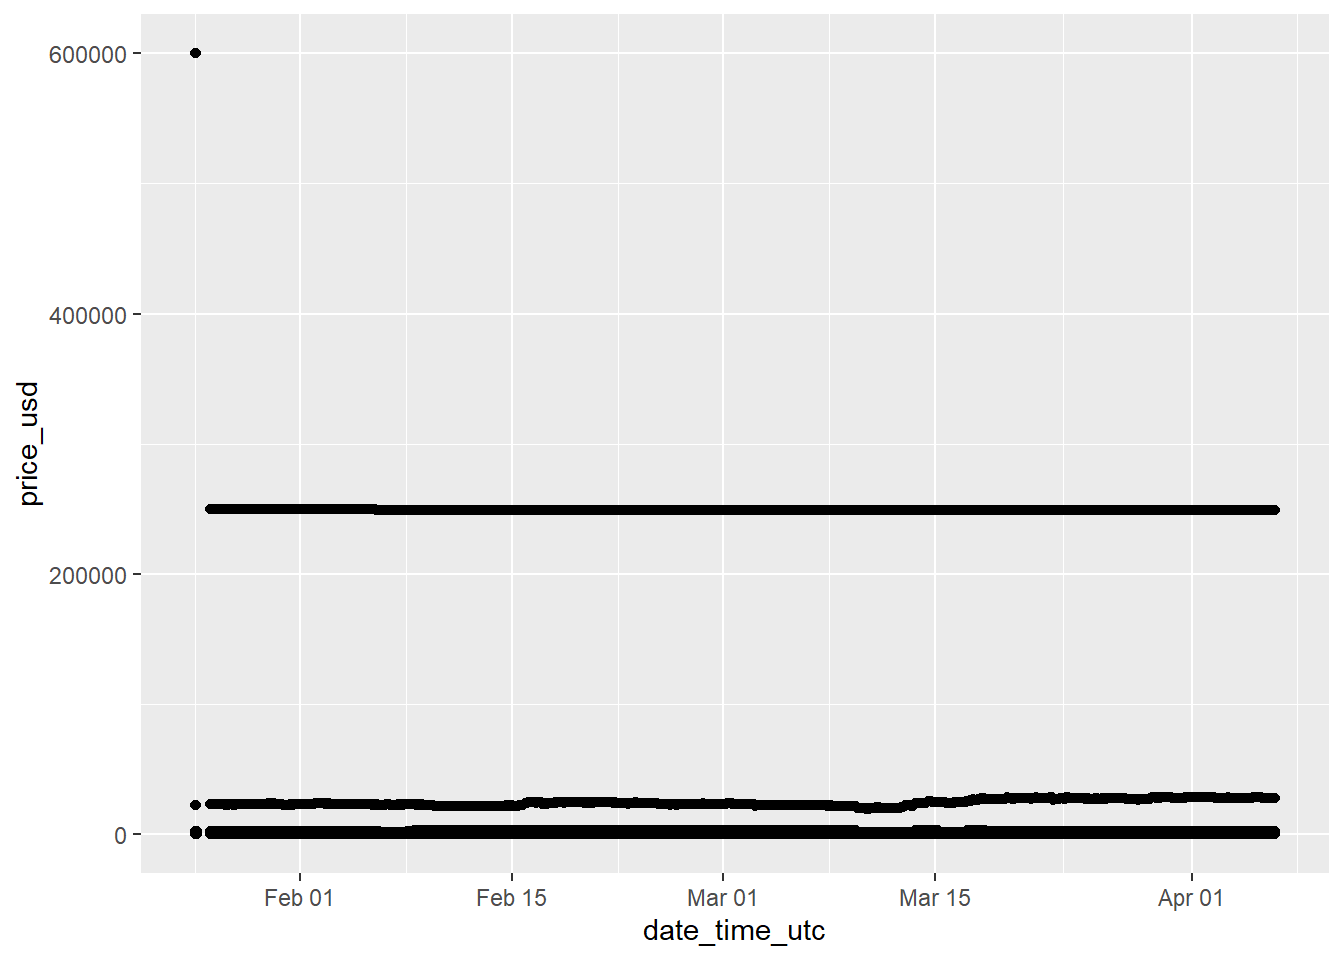 600000
400000
200000
0
price_usd
Feb 01
Feb 15
Mar 01
Mar 15
Apr 01
date_time_utc